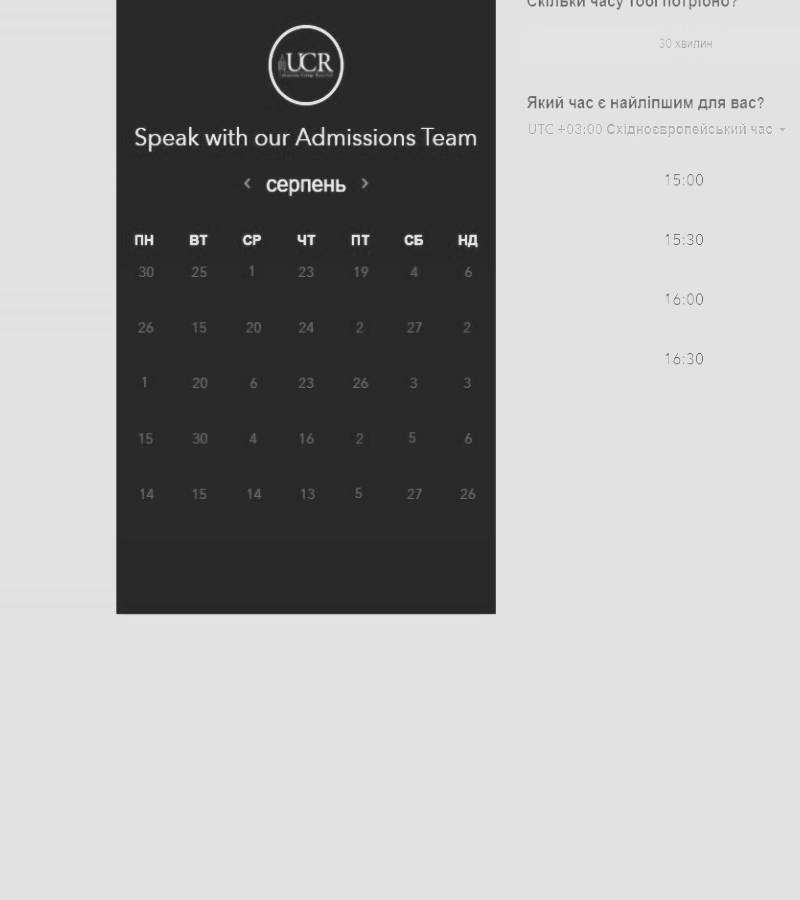 UCR
Speak with our Admissions Team
серпень
ПН ВТ СР ЧТ ПТ СБ НД
30 25 1 23 19 4 6
26 15 20 24 2 27 2
1 20 6 23 26 3 3
15 30 4 16 2 5 6
14 15 14 13 5 27 26
Скільки часу тобі потрібно?
30 хвилин
Який час є найліпшим для вас?
UTC +03:00 Східноєвропейський час
15:00
15:30
16:00
16:30